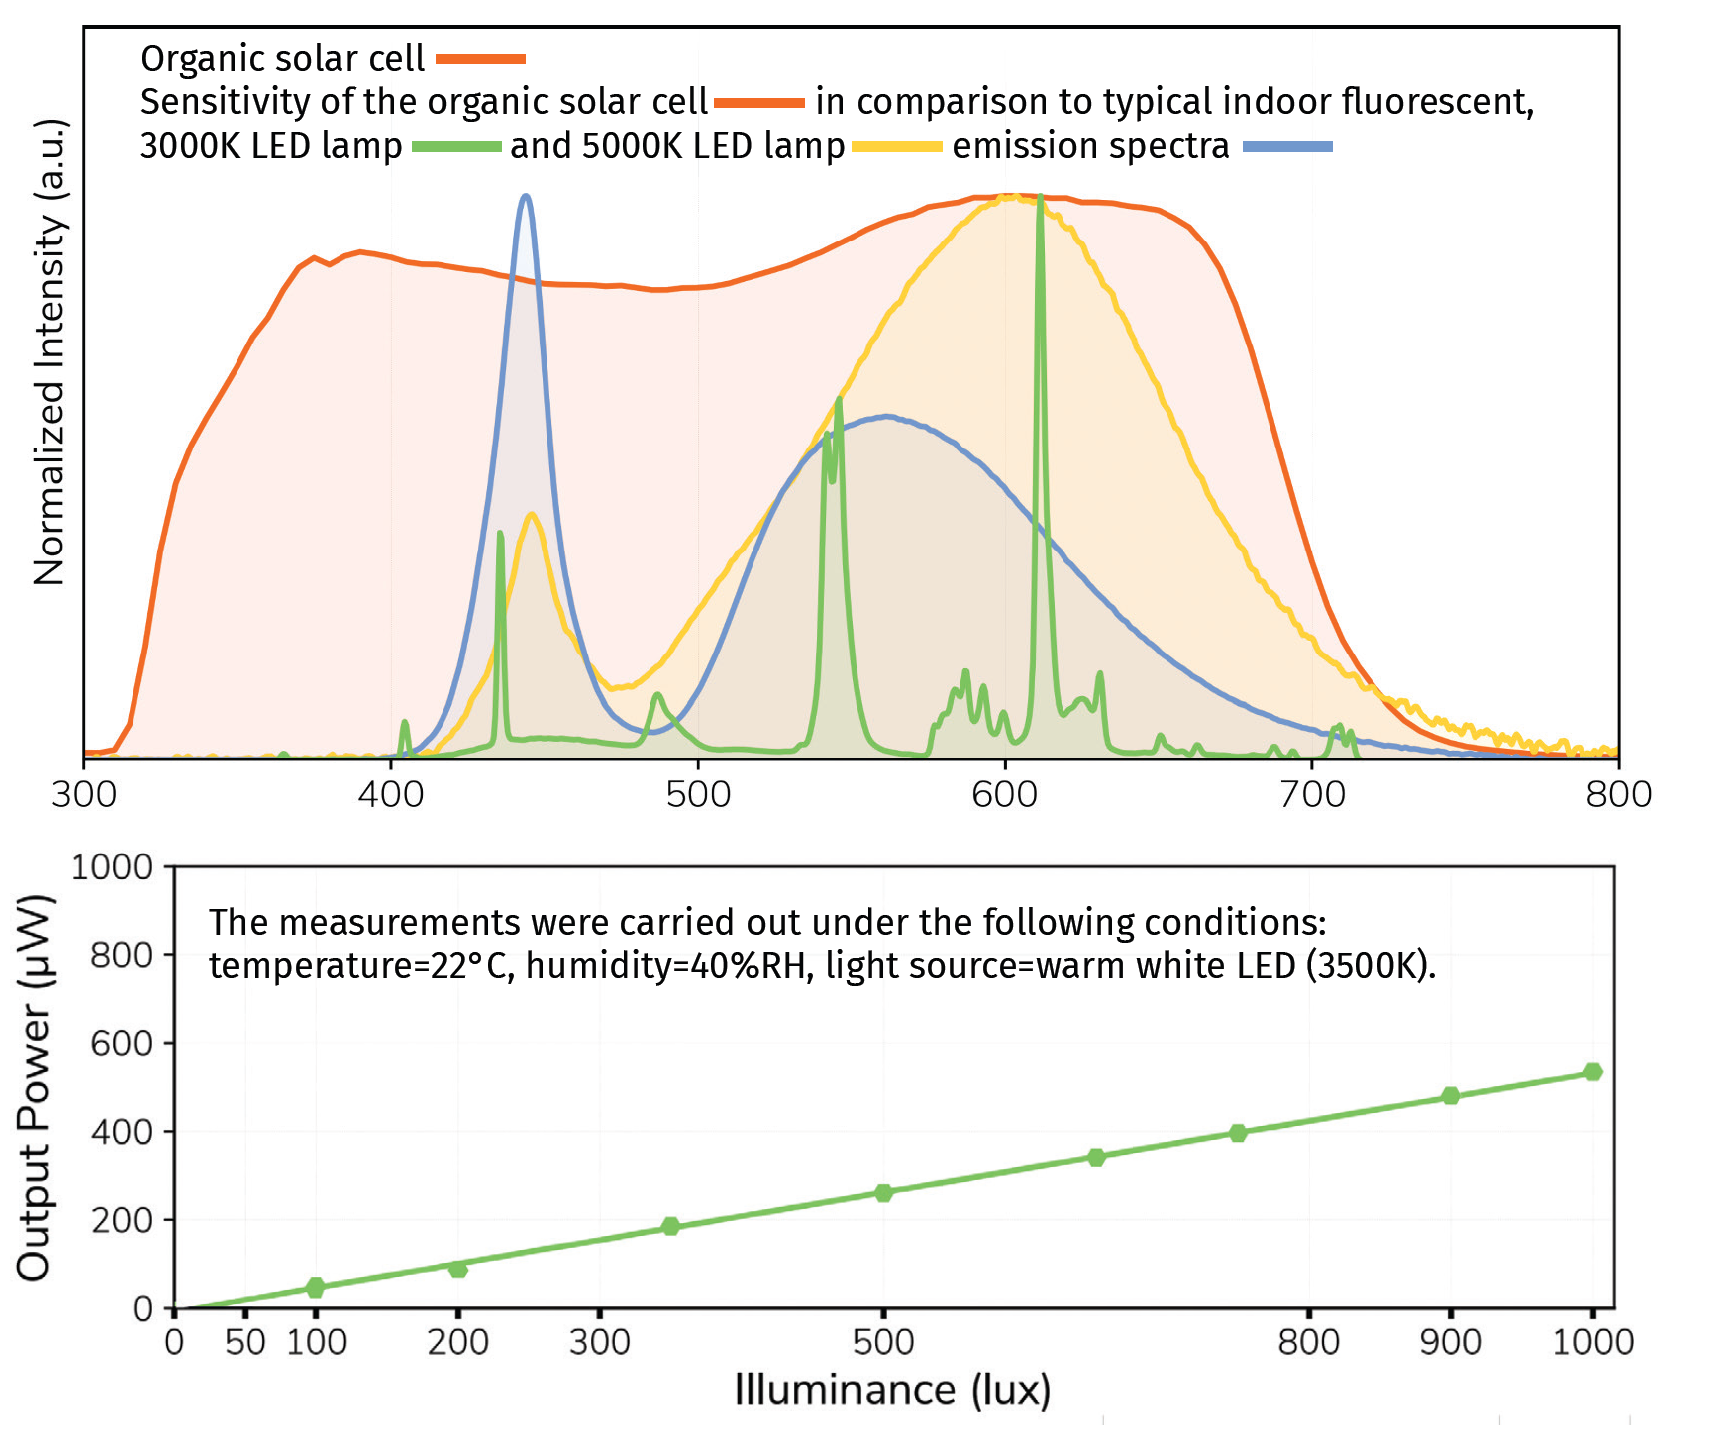 Organic solar cell
Sensitivity of the organic solar cell in comparison to typical indoor fluorescent,
3000K LED lamp and 5000K LED lamp emission spectra
Normalized Intensity (a.u.)
300 400 500 600 700 800
1000
800
600
400
200
0
Output Power (µW)
The measurements were carried out under the following conditions:
temperature=22°C, humidity=40%RH, light source=warm white LED (3500K).
0 50 100 200 300 500 800 900 1000
Illuminance (lux)